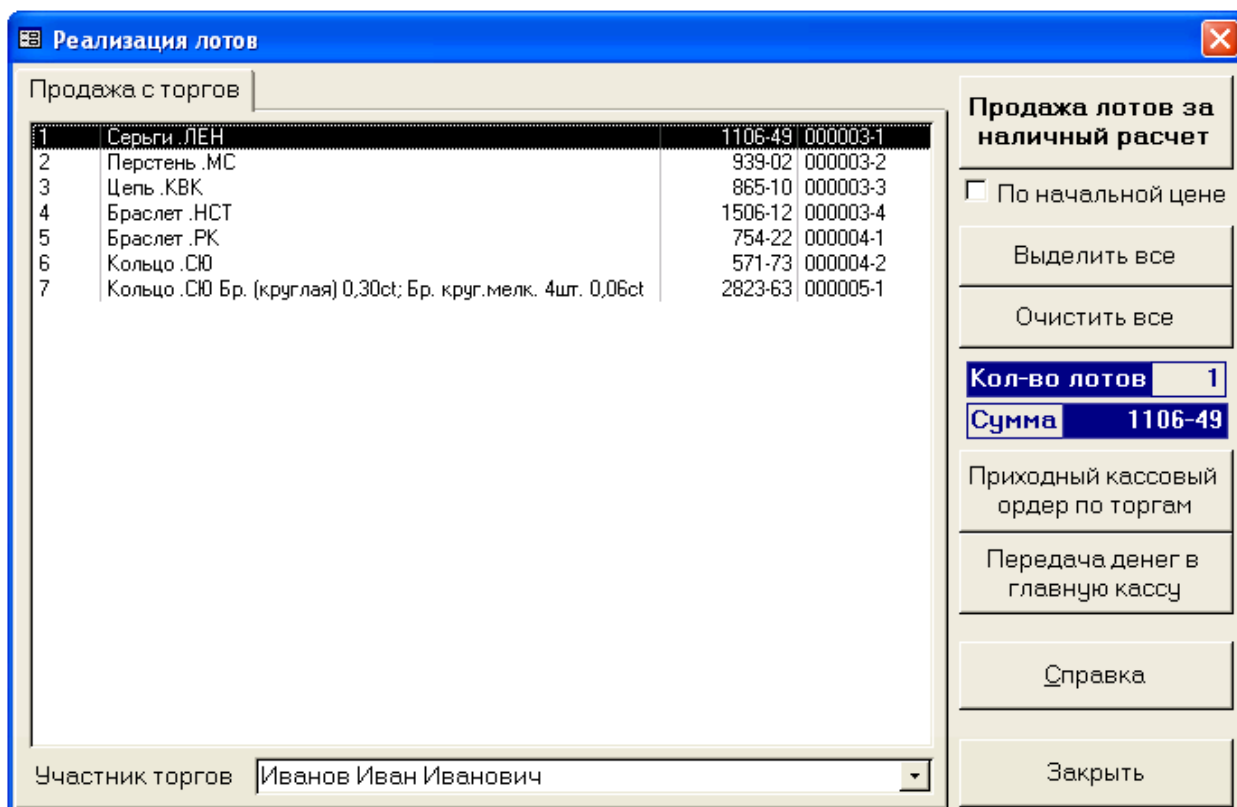 Реализация лотов
Продажа с торгов
1 Серьги .ЛЕН 1106-49 000003-1
2 Перстень .МС 939-02 000003-2
3 Цепь .КВК 865-10 000003-3
4 Браслет .НСТ 1506-12 000003-4
5 Браслет .РК 754-22 000004-1
6 Кольцо .СЮ 571-73 000004-2
7 Кольцо .СЮ Бр. (круглая) 0,30ct; Бр. круг.мелк. 4шт. 0,06ct 2823-63 000005-1
Участник торгов Иванов Иван Иванович
Продажа лотов за
наличный расчет
По начальной цене
Выделить все
Очистить все
Кол-во лотов 1
Сумма 1106-49
Приходный кассовый
ордер по торгам
Передача денег в
главную кассу
Справка
Закрыть